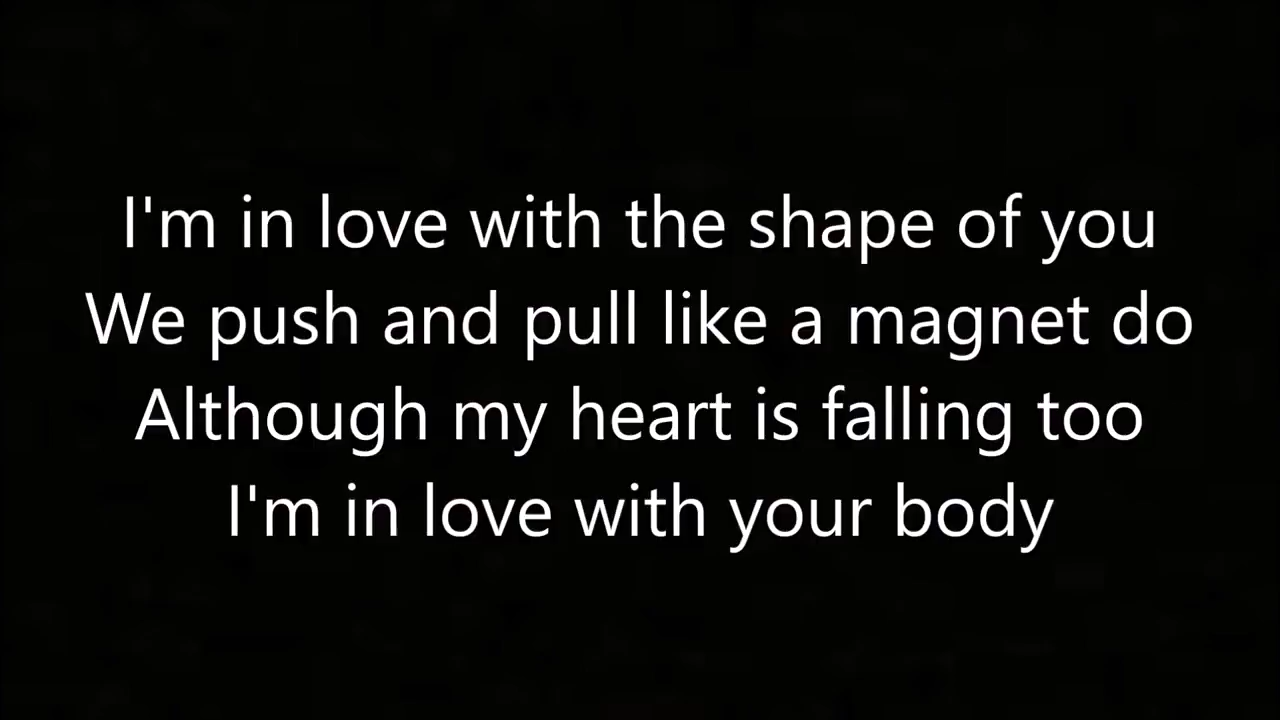 I'm in love with the shape of you
We push and pull like a magnet do
Although my heart is falling too
I'm in love with your body